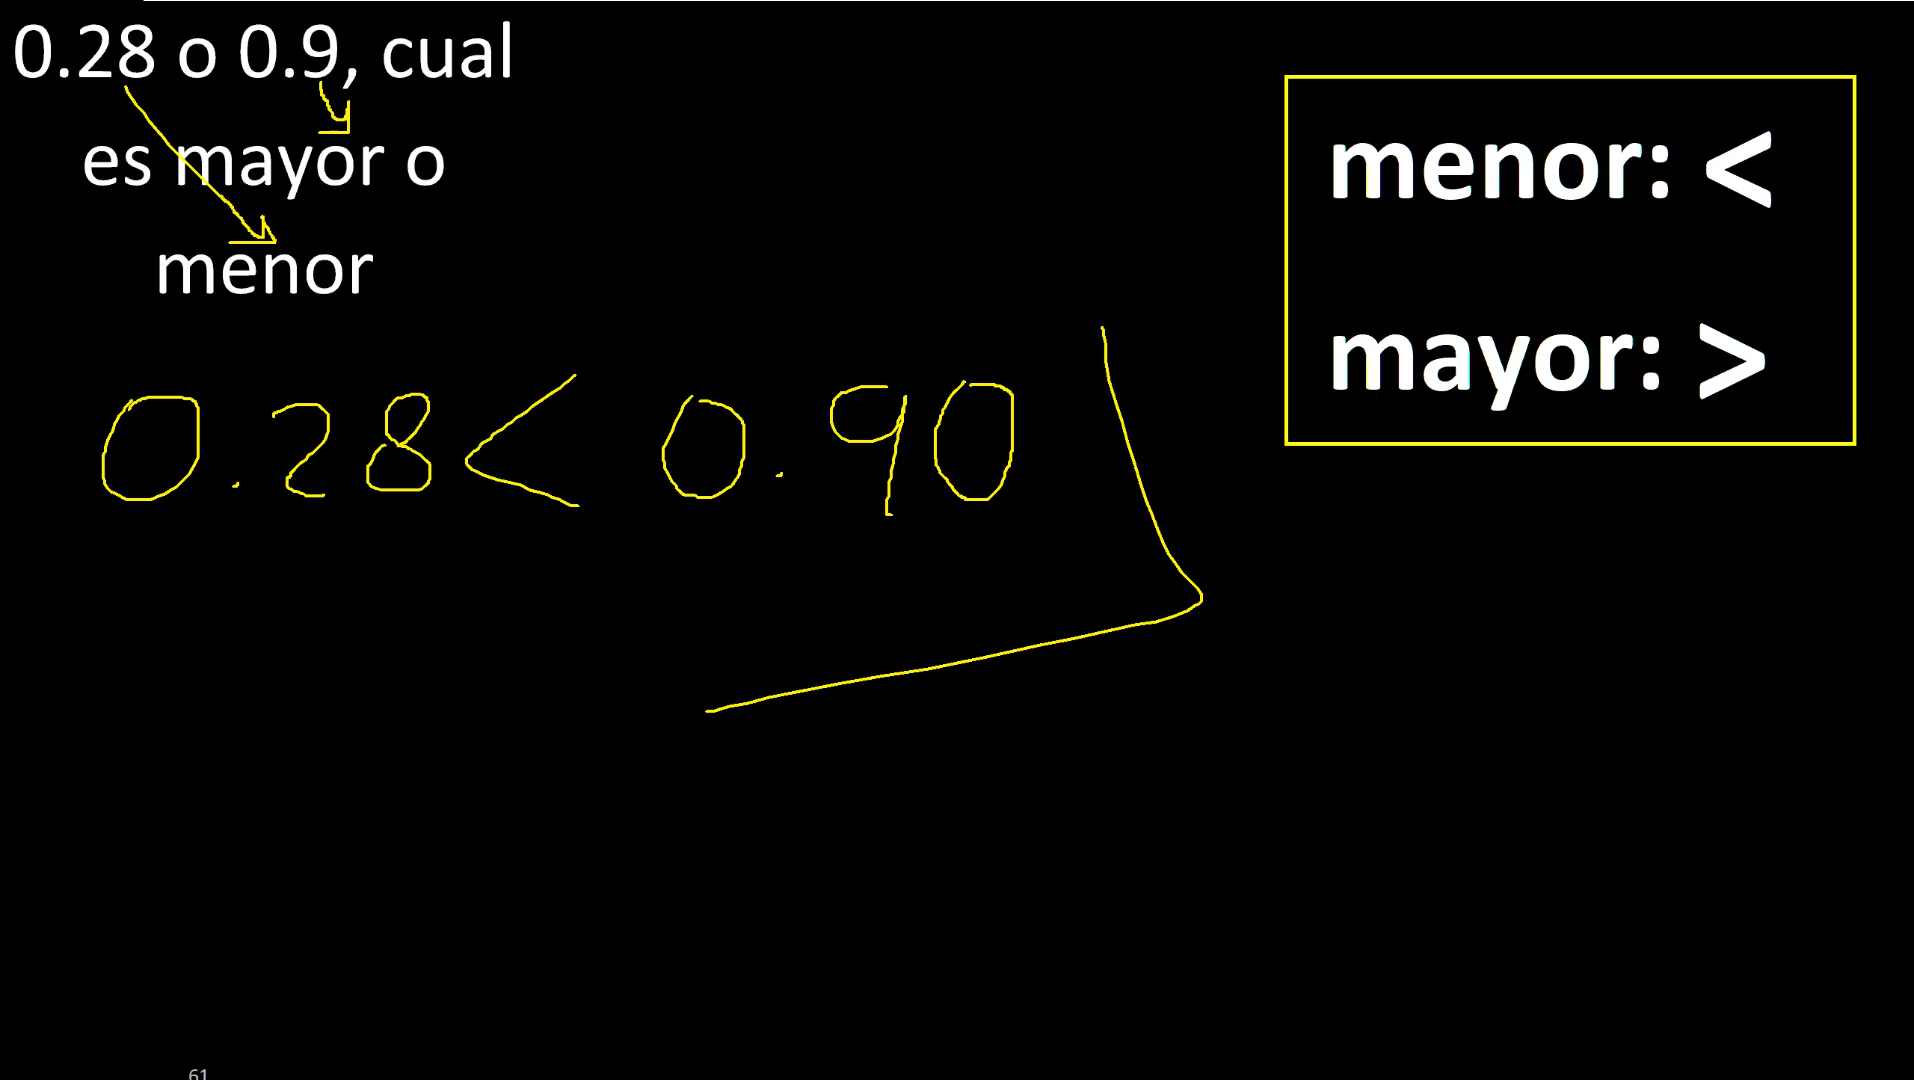 0.28 o 0.9, cual
es mayor o
menor
menor: <
mayor: >
0.28 < 0.90
61